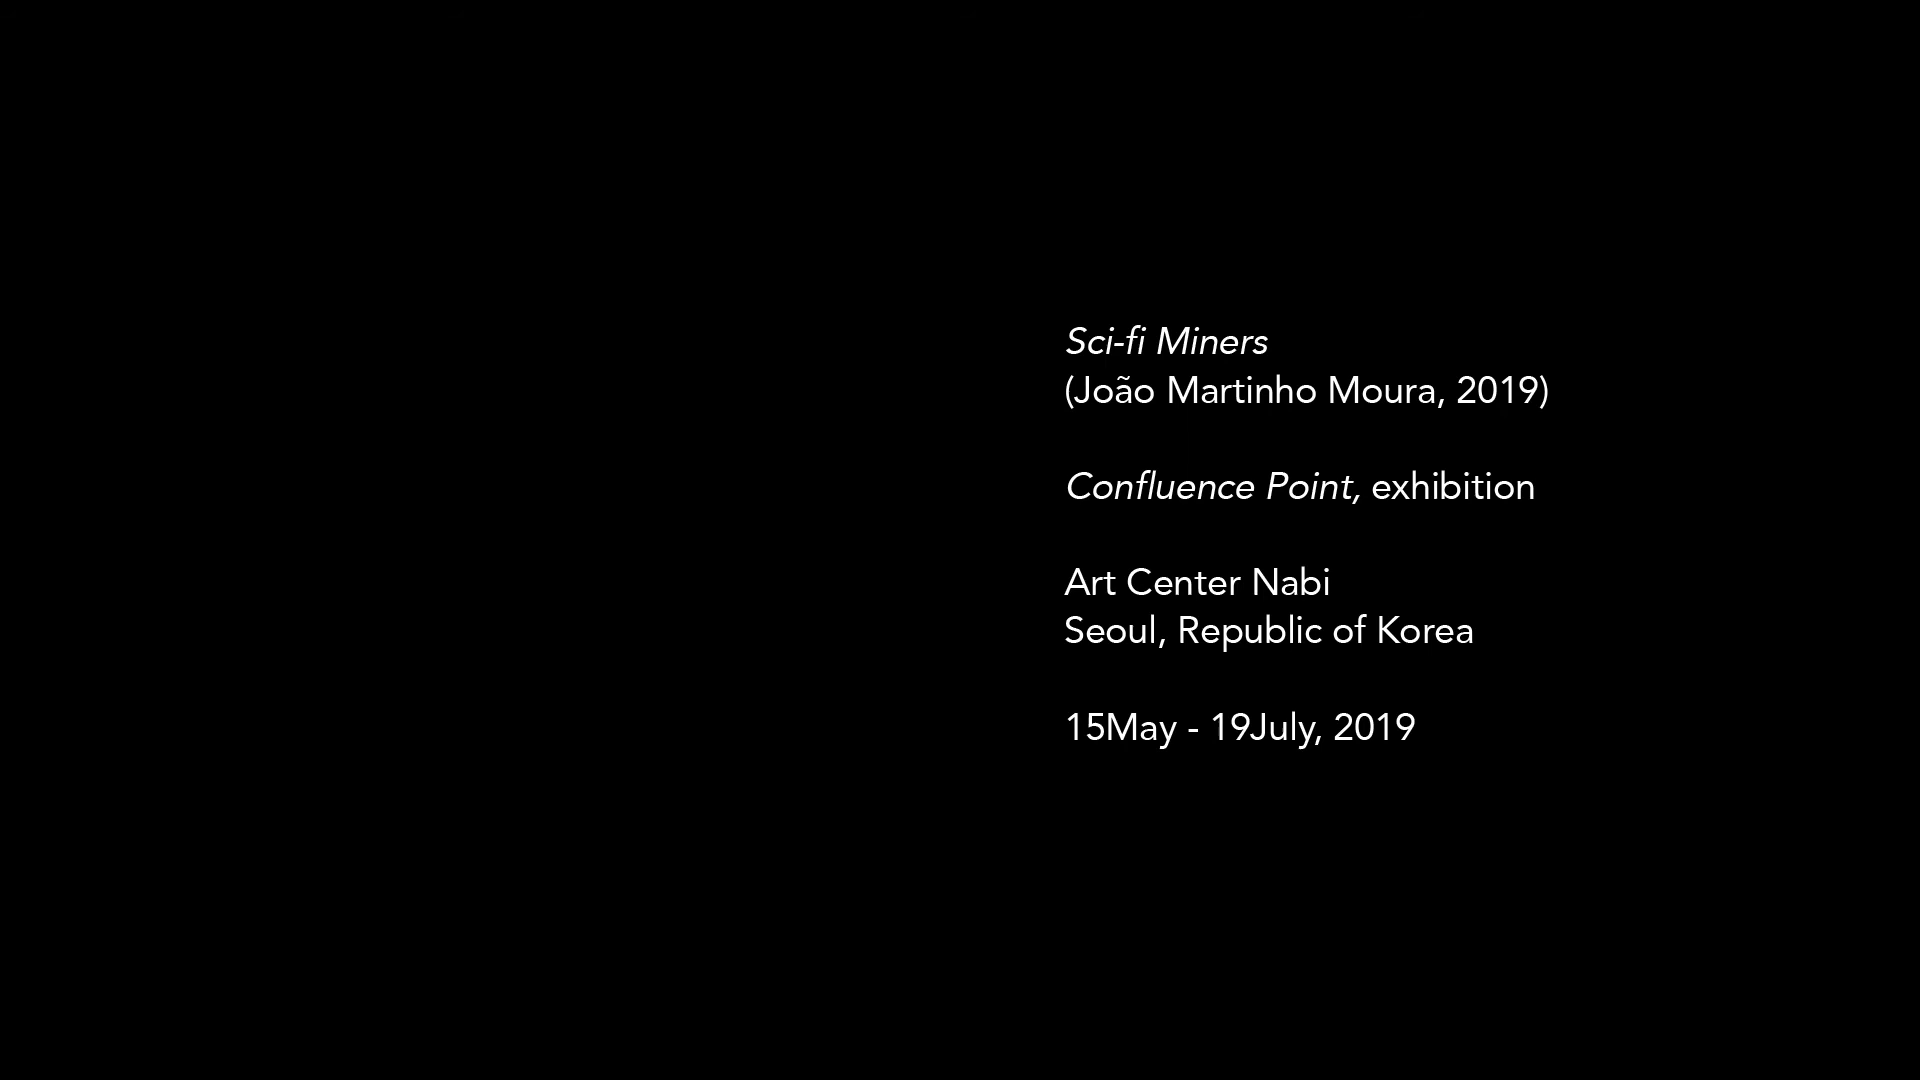 Sci-fi Miners
(João Martinho Moura, 2019)
Confluence Point, exhibition
Art Center Nabi
Seoul, Republic of Korea
15May - 19July, 2019